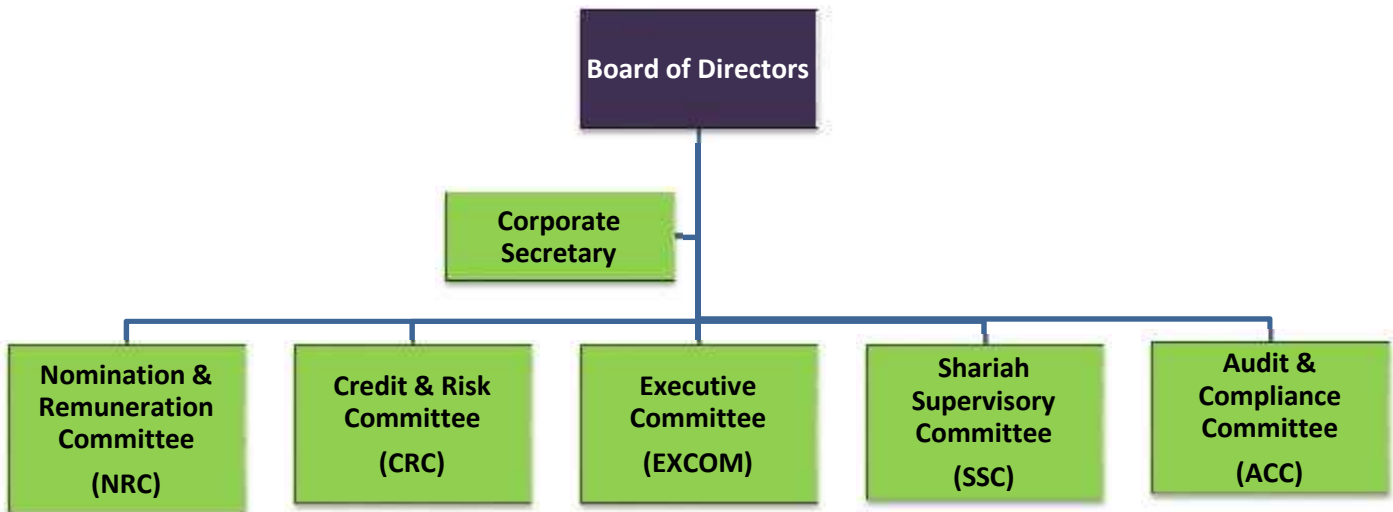 Board of Directors
Corporate
Secretary
Nomination &
Remuneration
Committee
(NRC)
Credit & Risk
Committee
(CRC)
Executive
Committee
(EXCOM)
Shariah
Supervisory
Committee
(SSC)
Audit &
Compliance
Committee
(ACC)